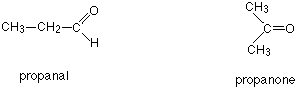 O
CH₃—CH₂—C
H
propanal
CH₃
C=O
CH₃
propanone